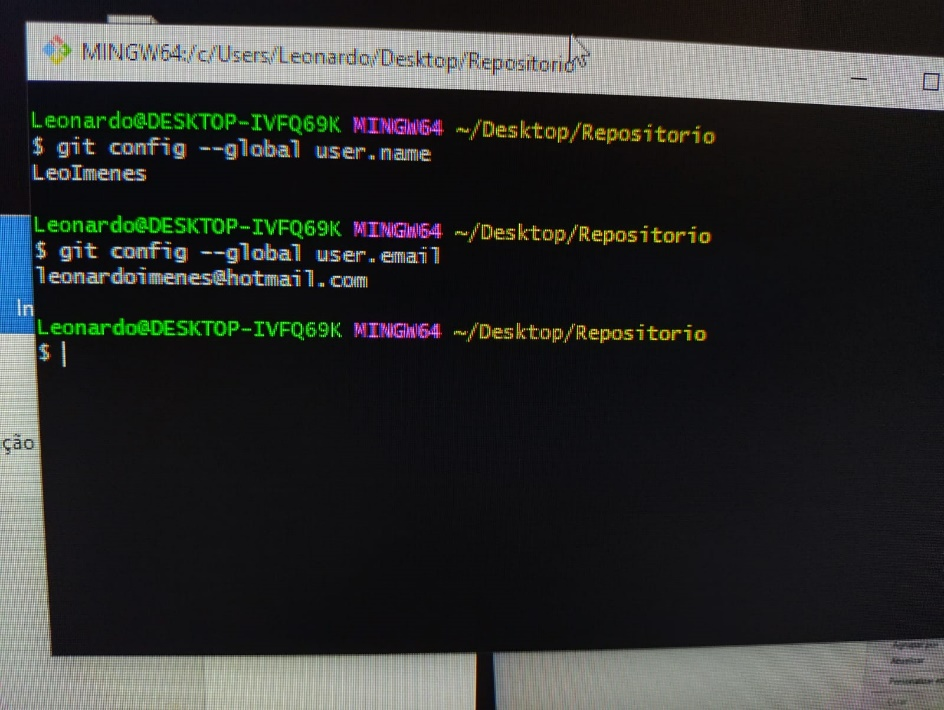 MINGW64:/c/Users/Leonardo/Desktop/Repositorio
Leonardo@DESKTOP-IVFQ69K MINGW64 ~/Desktop/Repositorio
$ git config --global user.name
LeoImenes
Leonardo@DESKTOP-IVFQ69K MINGW64 ~/Desktop/Repositorio
$ git config --global user.email
leonardoimenes@hotmail.com
In
Leonardo@DESKTOP-IVFQ69K MINGW64 ~/Desktop/Repositorio
$
ção